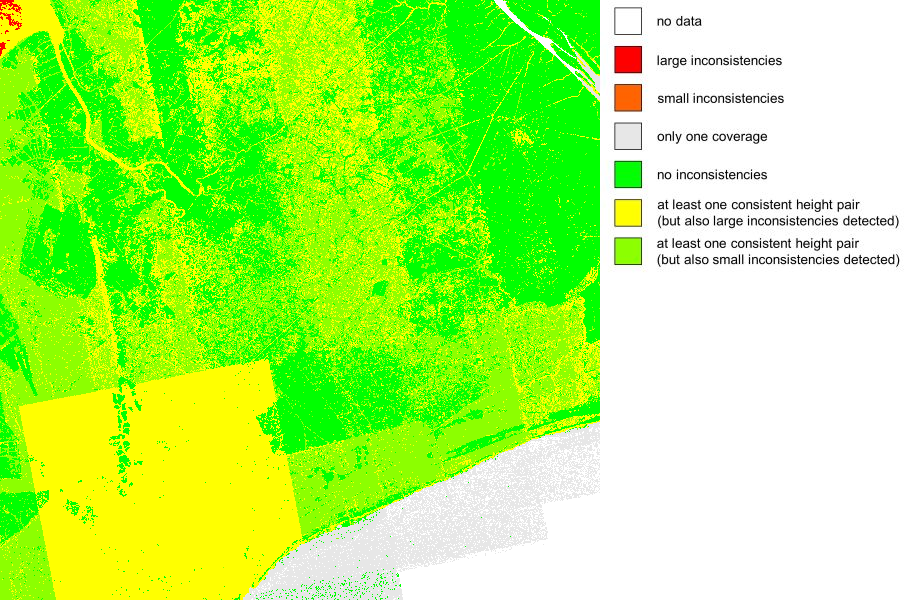 no data
large inconsistencies
small inconsistencies
only one coverage
no inconsistencies
at least one consistent height pair
(but also large inconsistencies detected)
at least one consistent height pair
(but also small inconsistencies detected)